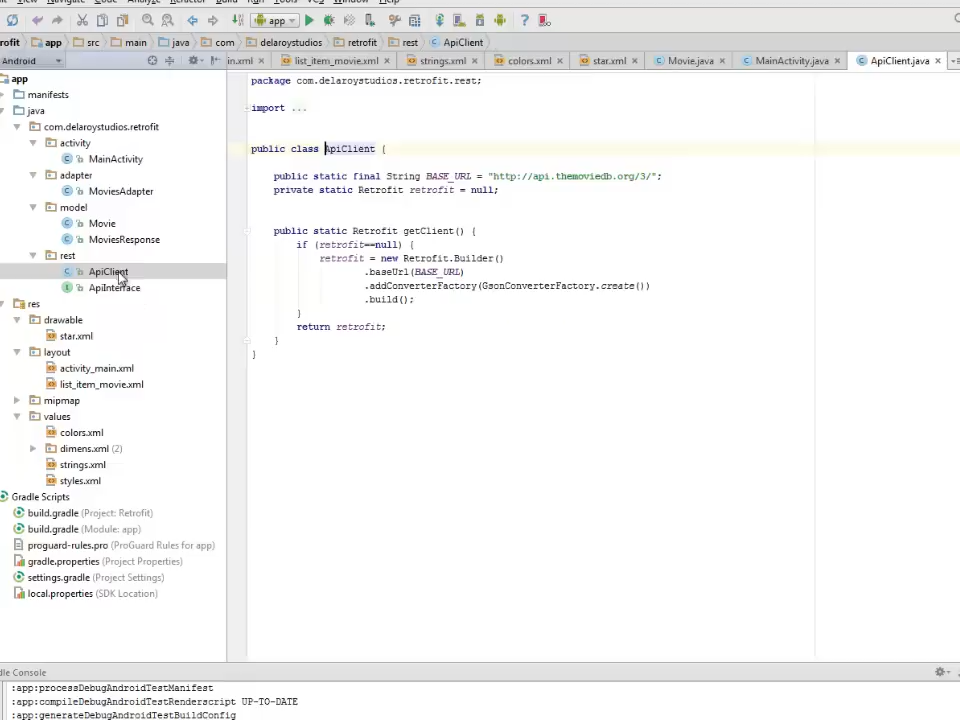 app
rofit app src main java com delaroystudios retrofit rest ApiClient
Android
in.xml list_item_movie.xml strings.xml colors.xml star.xml Movie.java MainActivity.java ApiClient.java
app
manifests
java
com.delaroystudios.retrofit
activity
MainActivity
adapter
MoviesAdapter
model
Movie
MoviesResponse
rest
ApiClient
ApiInterface
res
drawable
star.xml
layout
activity_main.xml
list_item_movie.xml
mipmap
values
colors.xml
dimens.xml (2)
strings.xml
styles.xml
Gradle Scripts
build.gradle (Project: Retrofit)
build.gradle (Module: app)
proguard-rules.pro (ProGuard Rules for app)
gradle.properties (Project Properties)
settings.gradle (Project Settings)
local.properties (SDK Location)
package com.delaroystudios.retrofit.rest;
import ...
public class ApiClient {
public static final String BASE_URL = "http://api.themoviedb.org/3/";
private static Retrofit retrofit = null;
public static Retrofit getClient() {
if (retrofit==null) {
retrofit = new Retrofit.Builder()
.baseUrl(BASE_URL)
.addConverterFactory(GsonConverterFactory.create())
.build();
}
return retrofit;
}
}
dle Console
:app:processDebugAndroidTestManifest
:app:compileDebugAndroidTestRenderscript UP-TO-DATE
:app:generateDebugAndroidTestBuildConfig